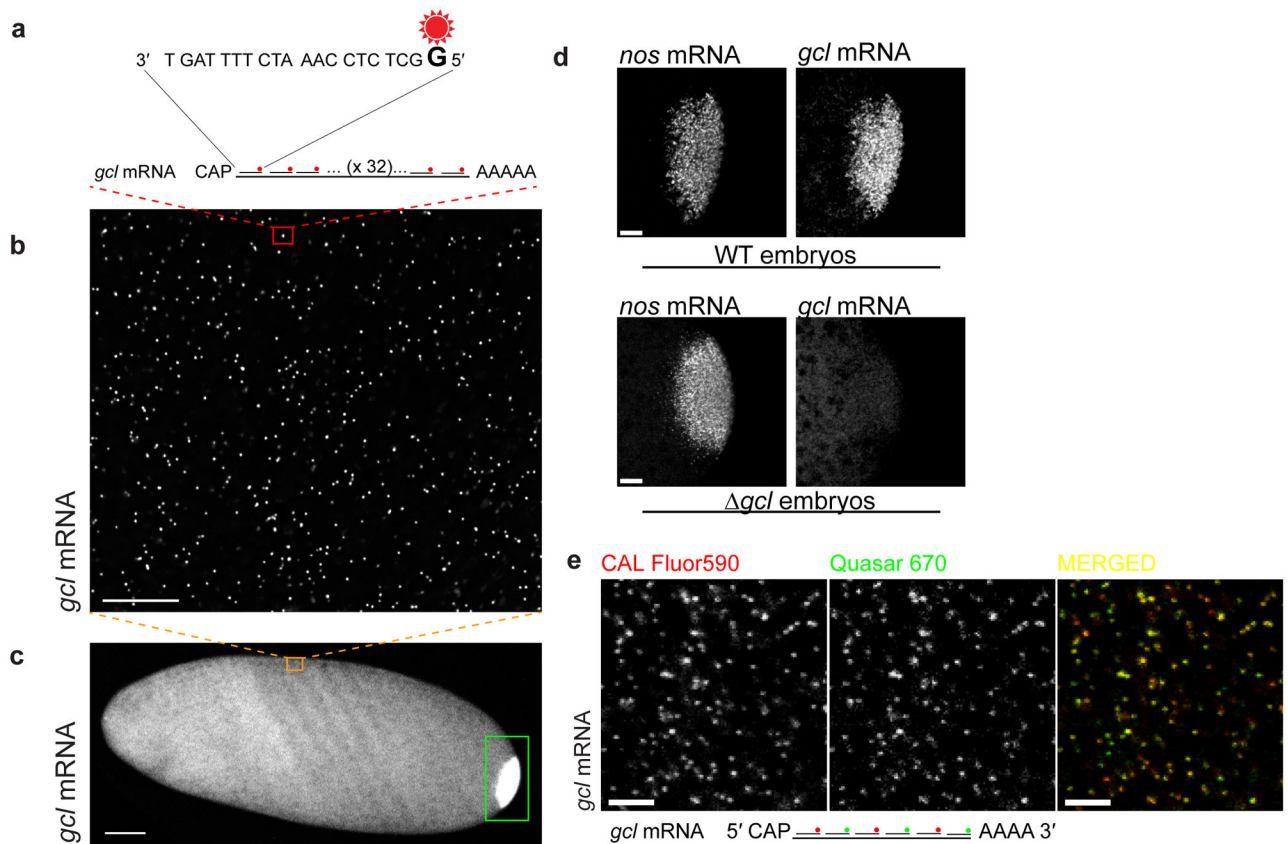 a
3′ T GAT TTT CTA AAC CTC TCG G 5′
gcl mRNA CAP ... (x 32)... AAAAA
b
gcl mRNA
c
gcl mRNA
d
nos mRNA gcl mRNA
WT embryos
nos mRNA gcl mRNA
Δgcl embryos
e
CAL Fluor590 Quasar 670 MERGED
gcl mRNA
gcl mRNA 5′ CAP AAAA 3′